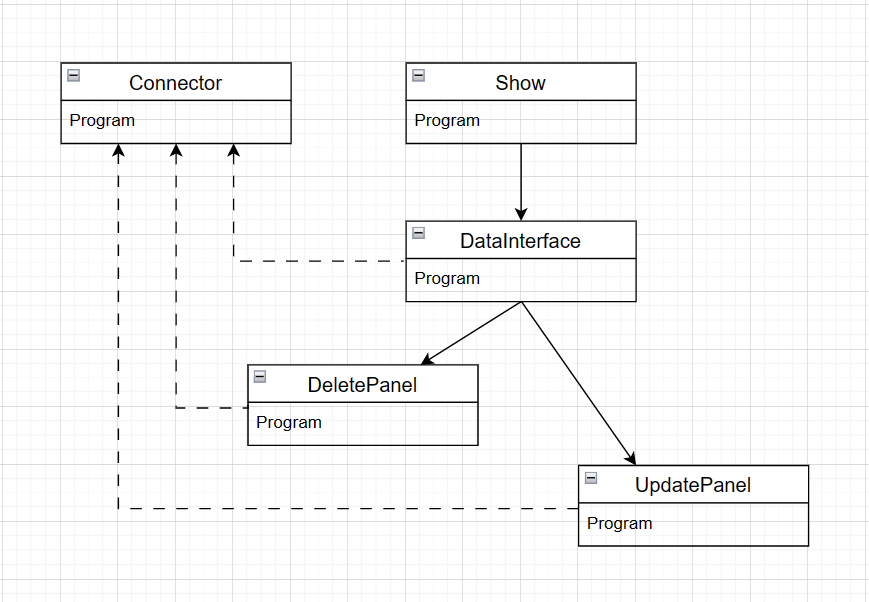 Connector
Program
Show
Program
DataInterface
Program
DeletePanel
Program
UpdatePanel
Program